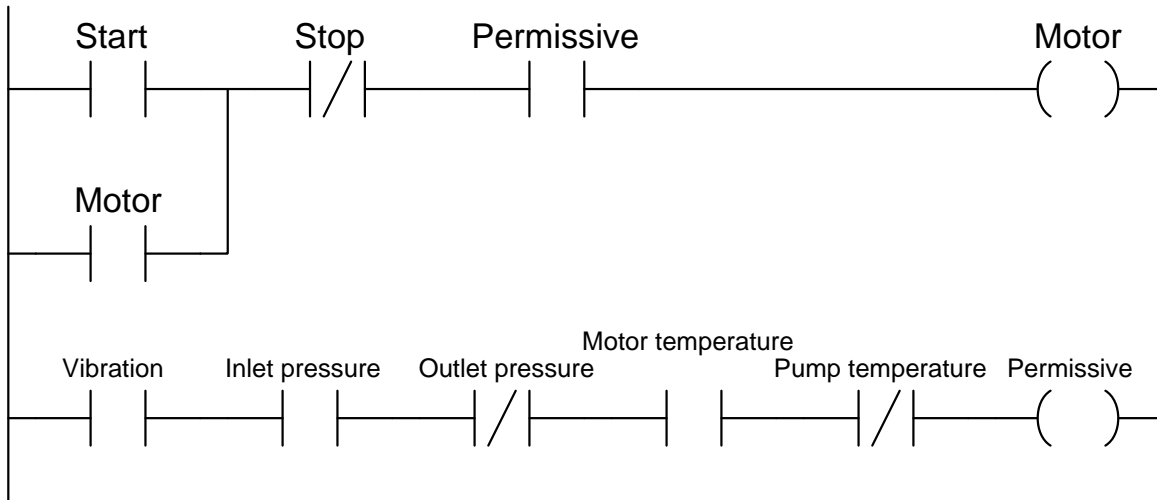 Start Stop Permissive Motor
Motor
Motor temperature
Vibration Inlet pressure Outlet pressure Pump temperature Permissive